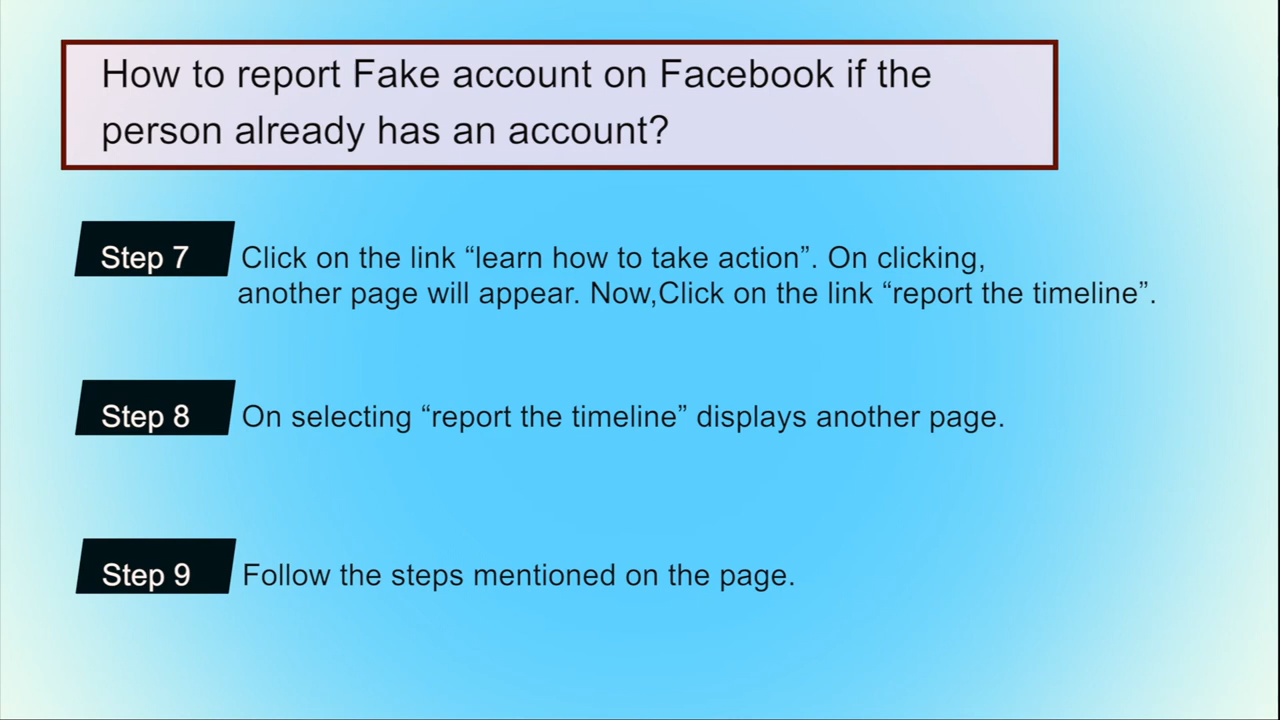 How to report Fake account on Facebook if the
person already has an account?
Step 7 Click on the link “learn how to take action”. On clicking,
another page will appear. Now,Click on the link “report the timeline”.
Step 8 On selecting “report the timeline” displays another page.
Step 9 Follow the steps mentioned on the page.